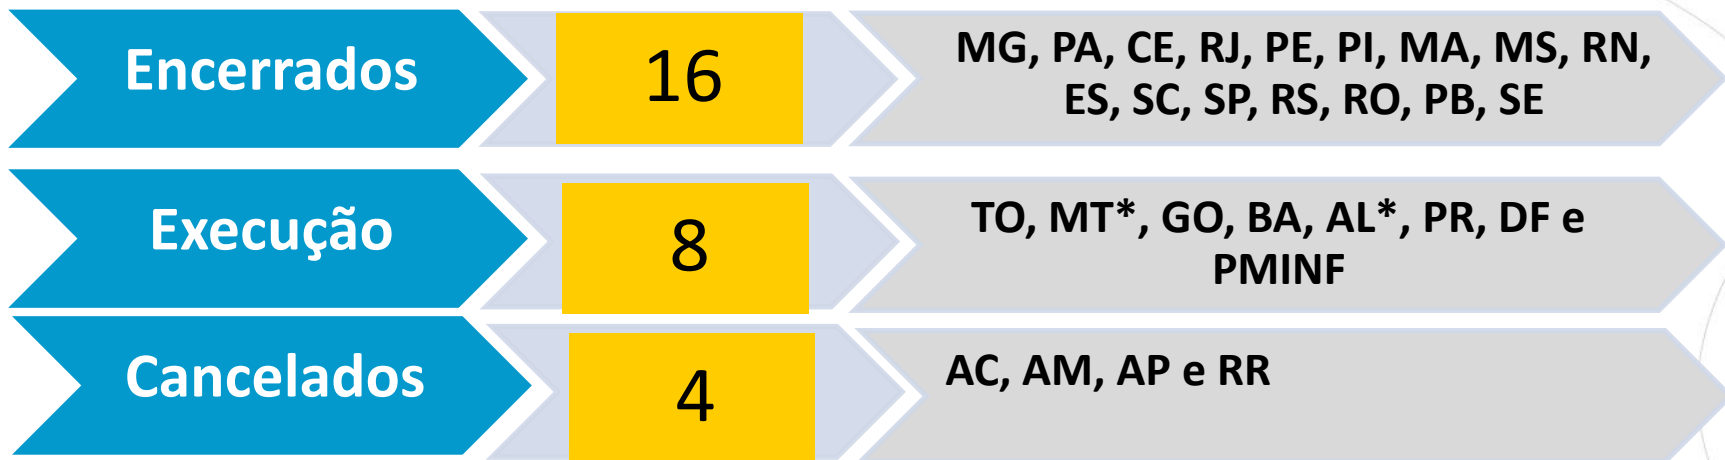 Encerrados
16
MG, PA, CE, RJ, PE, PI, MA, MS, RN,
ES, SC, SP, RS, RO, PB, SE
Execução
8
TO, MT*, GO, BA, AL*, PR, DF e
PMINF
Cancelados
4
AC, AM, AP e RR